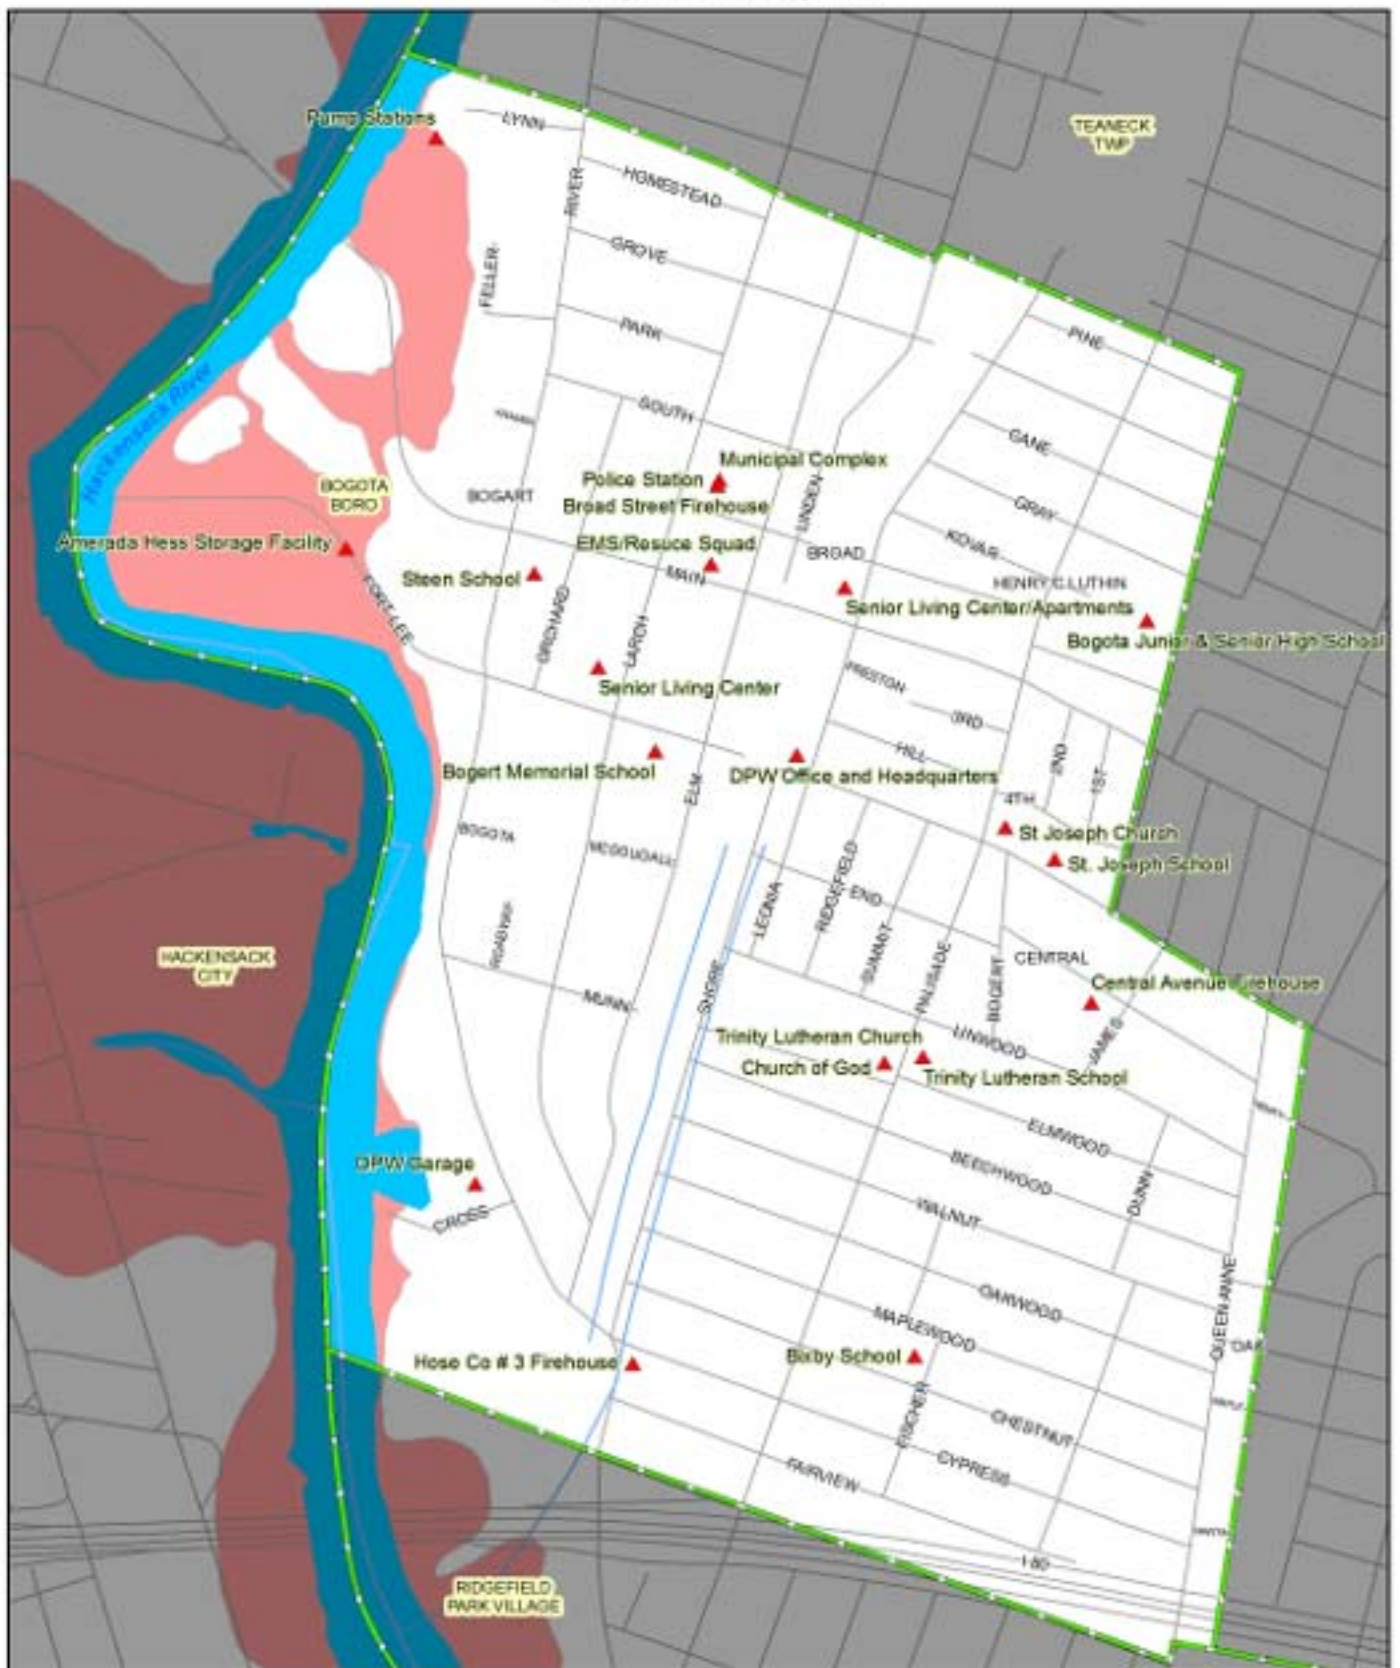 Pump Stations
LYNN
TEANECK
TWP
HOMESTEAD
RIVER
GROVE
FELLER
PARK
PINE
Hackensack River
SOUTH
CANE
Municipal Complex
Police Station
BOGOTA
BORO
BOGART
Broad Street Firehouse
LINDEN
GRAY
Amerada Hess Storage Facility
EMS/Resuce Squad
BROAD
KOVAR
Steen School
MAIN
HENRY C LUTHIN
FORT LEE
ORCHARD
LARCH
Senior Living Center/Apartments
Bogota Junior & Senior High School
Senior Living Center
PRESTON
3RD
HILL
2ND
1ST
Bogert Memorial School
ELM
DPW Office and Headquarters
4TH
BOGOTA
MCDOUGALL
St Joseph Church
St. Joseph School
RIDGEFIELD
END
LEONIA
SUMMIT
PALISADE
BOGERT
HACKENSACK
CITY
CENTRAL
SHORE
MUNN
Central Avenue Firehouse
Trinity Lutheran Church
LINWOOD
JAMES
Church of God
Trinity Lutheran School
ELMWOOD
DPW Garage
BEECHWOOD
DUNN
CROSS
WALNUT
OAKWOOD
QUEEN ANNE
MAPLEWOOD
OAK
Hose Co # 3 Firehouse
Bixby School
FISCHER
CHESTNUT
CYPRESS
FAIRVIEW
I 80
RIDGEFIELD
PARK VILLAGE